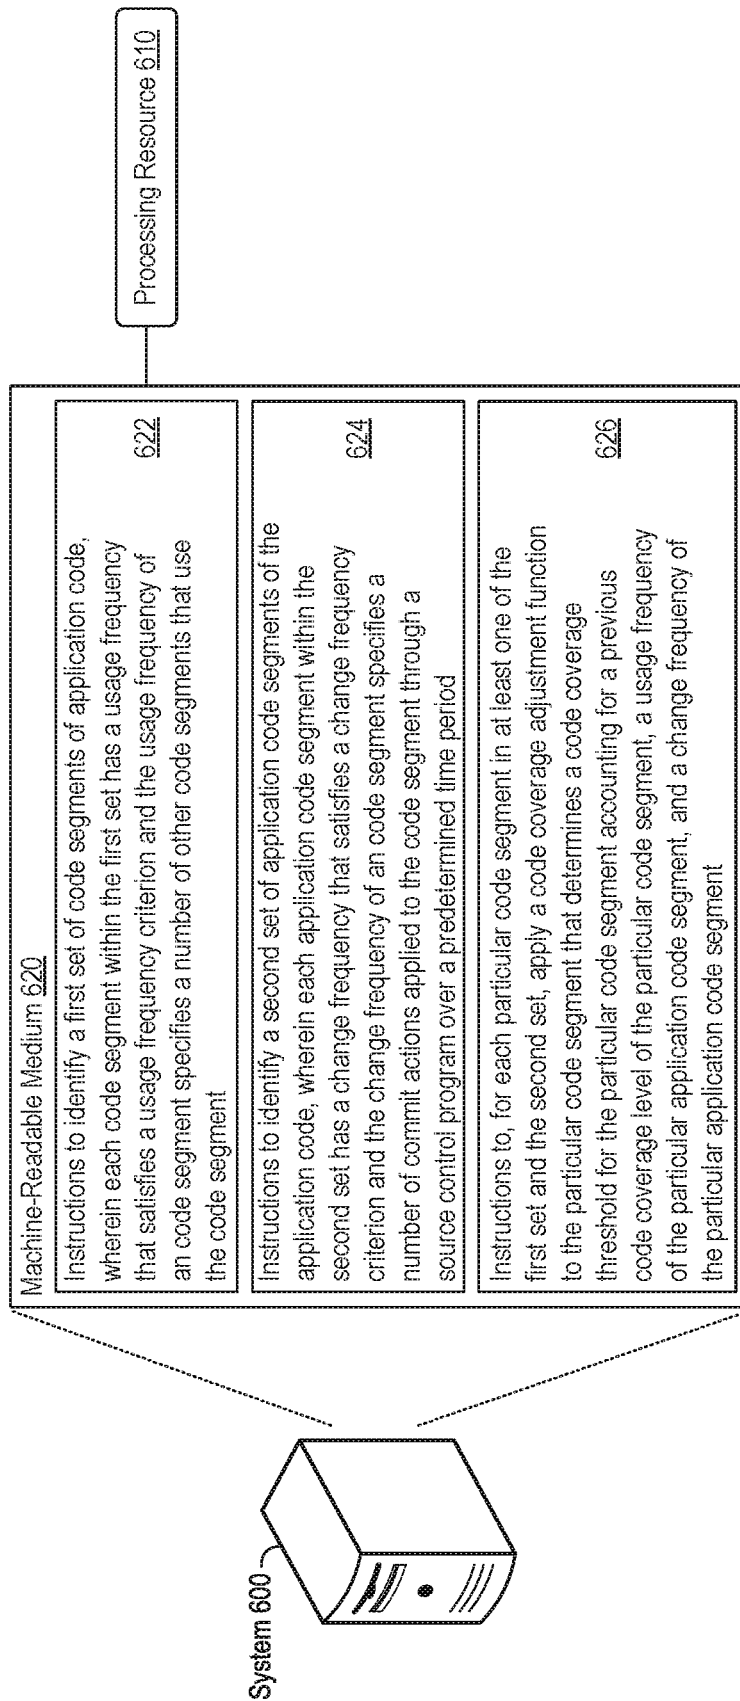 System 600
Machine-Readable Medium 620
Instructions to identify a first set of code segments of application code,
wherein each code segment within the first set has a usage frequency
that satisfies a usage frequency criterion and the usage frequency of
an code segment specifies a number of other code segments that use
the code segment
622
Instructions to identify a second set of application code segments of the
application code, wherein each application code segment within the
second set has a change frequency that satisfies a change frequency
criterion and the change frequency of an code segment specifies a
number of commit actions applied to the code segment through a
source control program over a predetermined time period
624
Instructions to, for each particular code segment in at least one of the
first set and the second set, apply a code coverage adjustment function
to the particular code segment that determines a code coverage
threshold for the particular code segment accounting for a previous
code coverage level of the particular code segment, a usage frequency
of the particular application code segment, and a change frequency of
the particular application code segment
626
Processing Resource 610